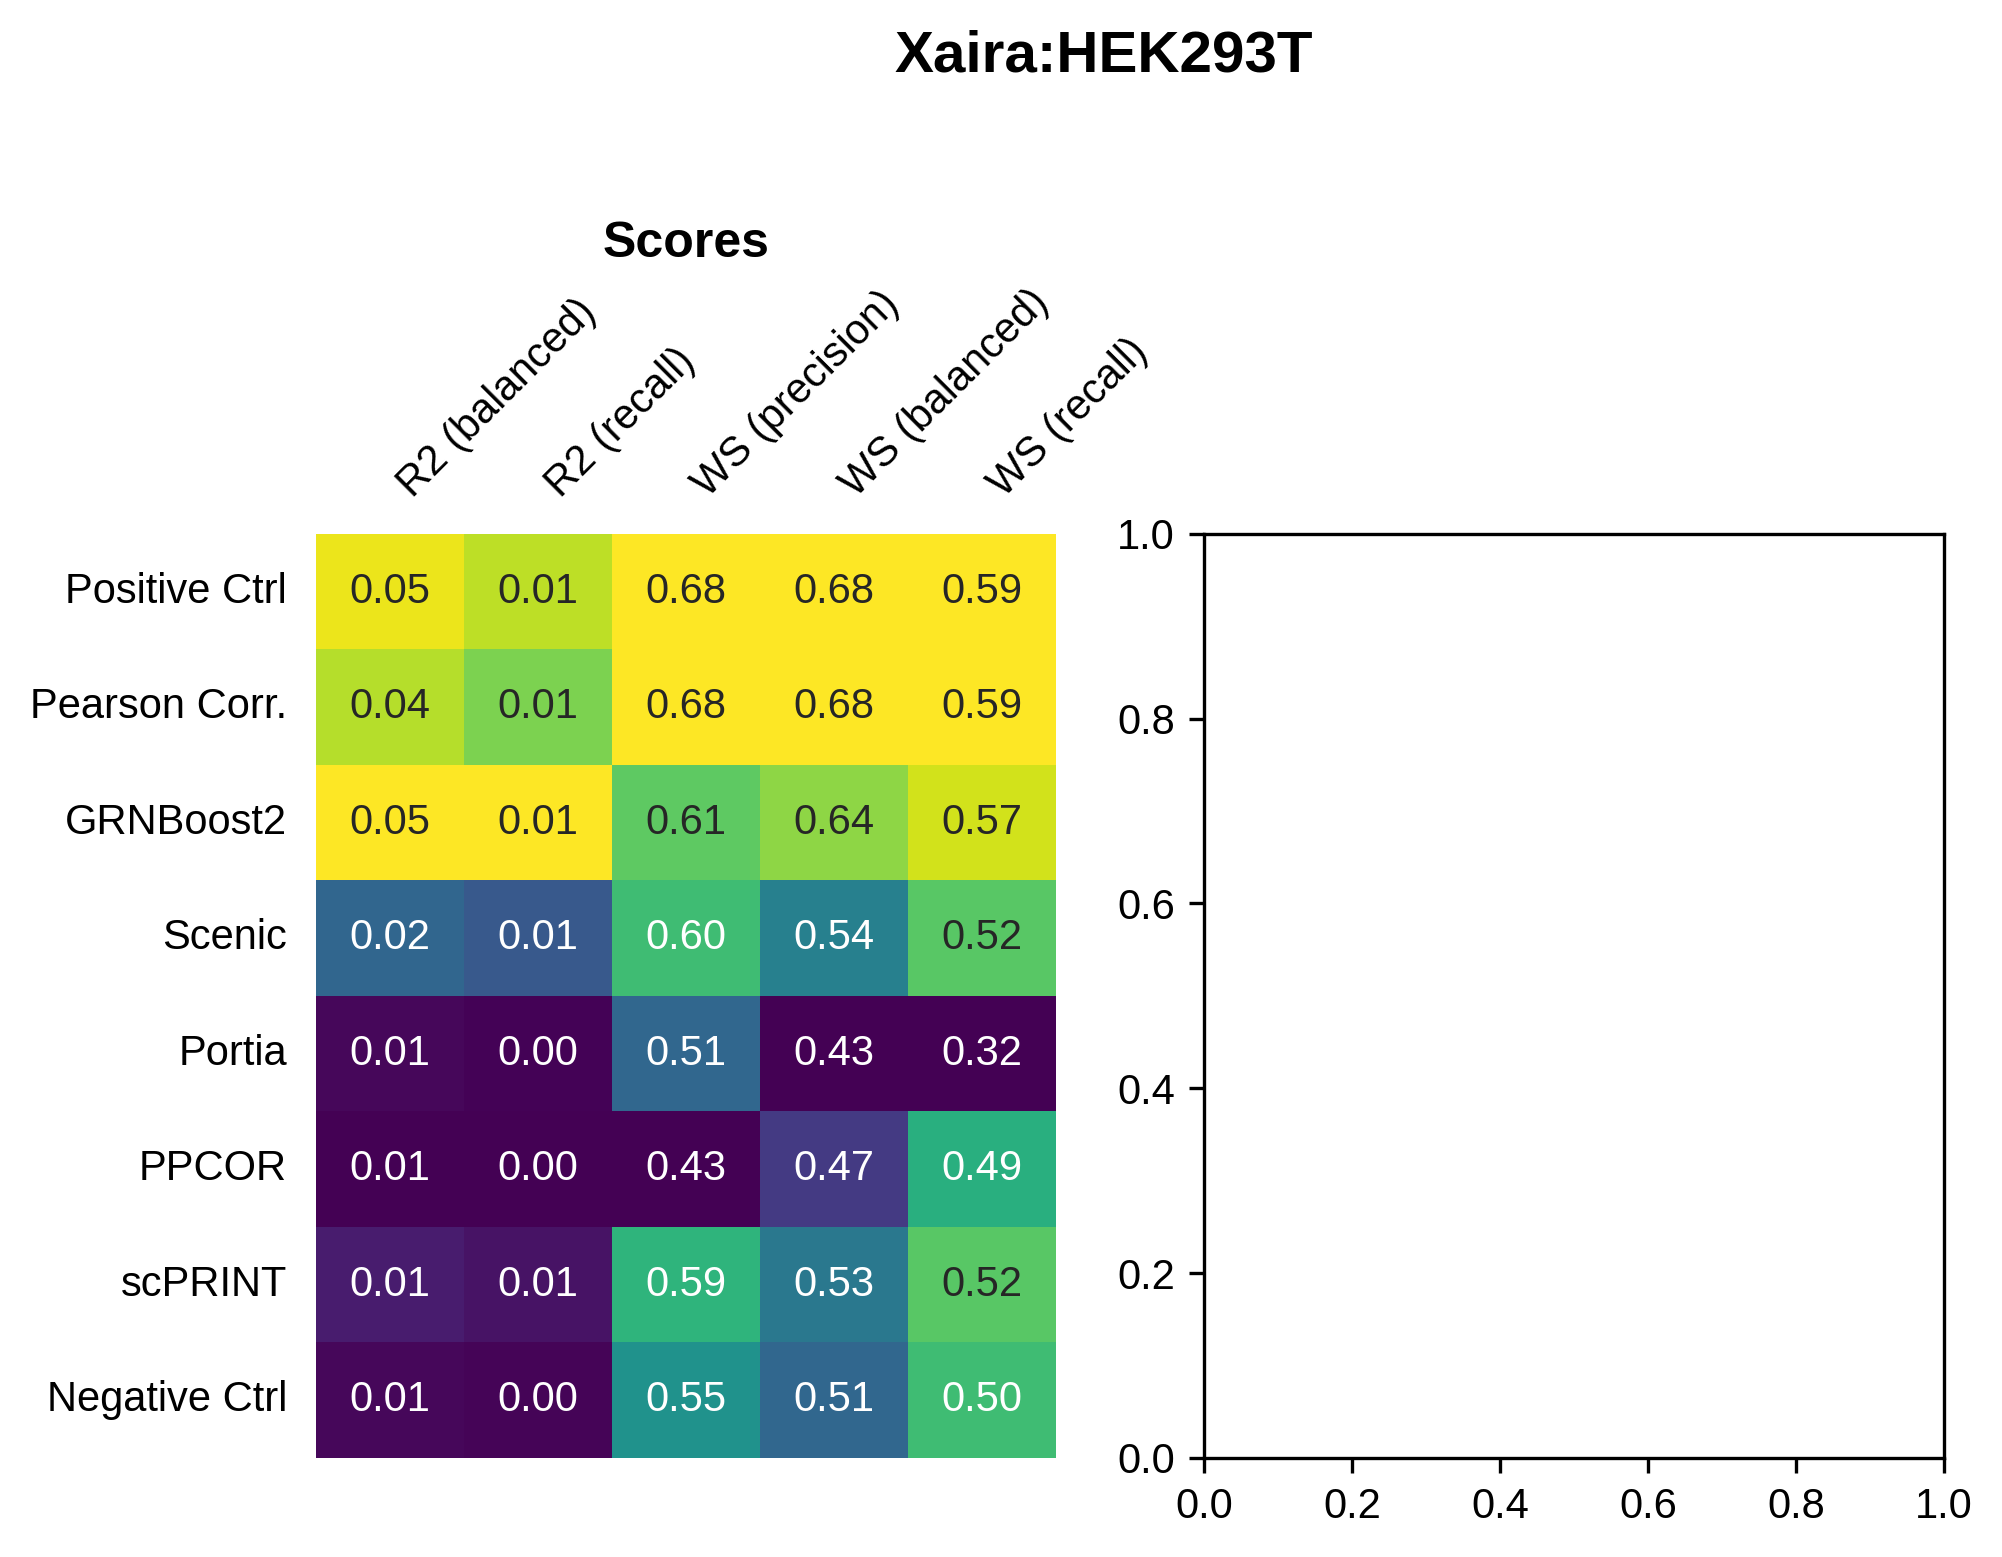 Xaira:HEK293T
Scores
R2 (balanced)
R2 (recall)
WS (precision)
WS (balanced)
WS (recall)
Positive Ctrl 0.05 0.01 0.68 0.68 0.59
Pearson Corr. 0.04 0.01 0.68 0.68 0.59
GRNBoost2 0.05 0.01 0.61 0.64 0.57
Scenic 0.02 0.01 0.60 0.54 0.52
Portia 0.01 0.00 0.51 0.43 0.32
PPCOR 0.01 0.00 0.43 0.47 0.49
scPRINT 0.01 0.01 0.59 0.53 0.52
Negative Ctrl 0.01 0.00 0.55 0.51 0.50
1.0
0.8
0.6
0.4
0.2
0.0
0.0 0.2 0.4 0.6 0.8 1.0